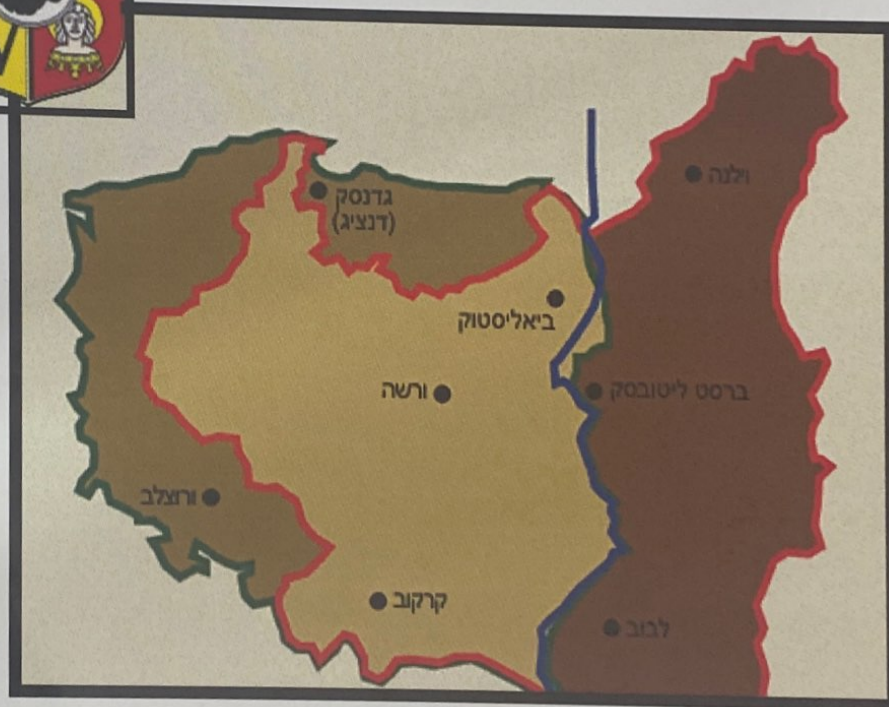 וילנה
גדנסק
(דנציג)
ביאליסטוק
ורשה
ברסט ליטובסק
ורוצלב
קרקוב
לבוב